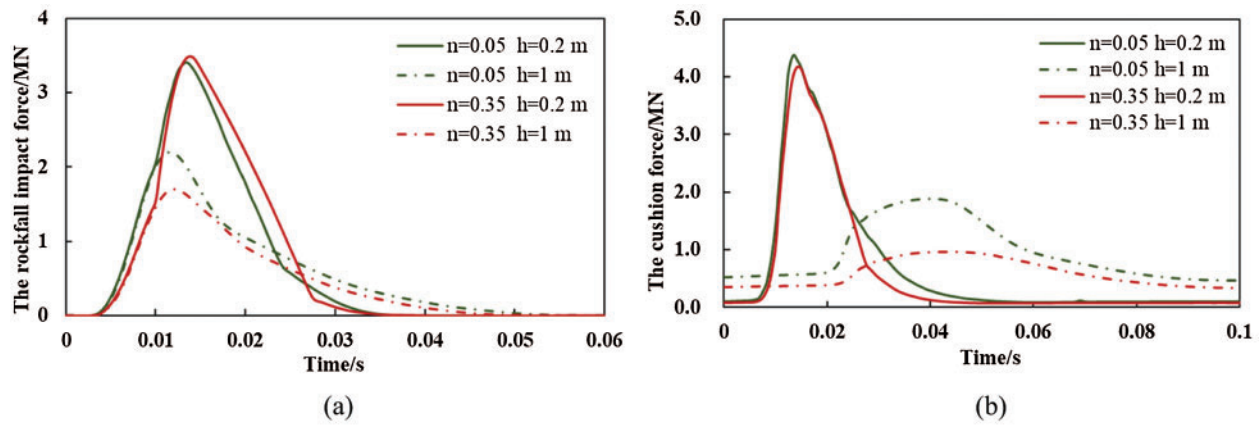 The rockfall impact force/MN
4
3
2
1
0
n=0.05 h=0.2 m
n=0.05 h=1 m
n=0.35 h=0.2 m
n=0.35 h=1 m
0 0.01 0.02 0.03 0.04 0.05 0.06
Time/s
(a)
The cushion force/MN
5.0
4.0
3.0
2.0
1.0
0.0
n=0.05 h=0.2 m
n=0.05 h=1 m
n=0.35 h=0.2 m
n=0.35 h=1 m
0 0.02 0.04 0.06 0.08 0.1
Time/s
(b)